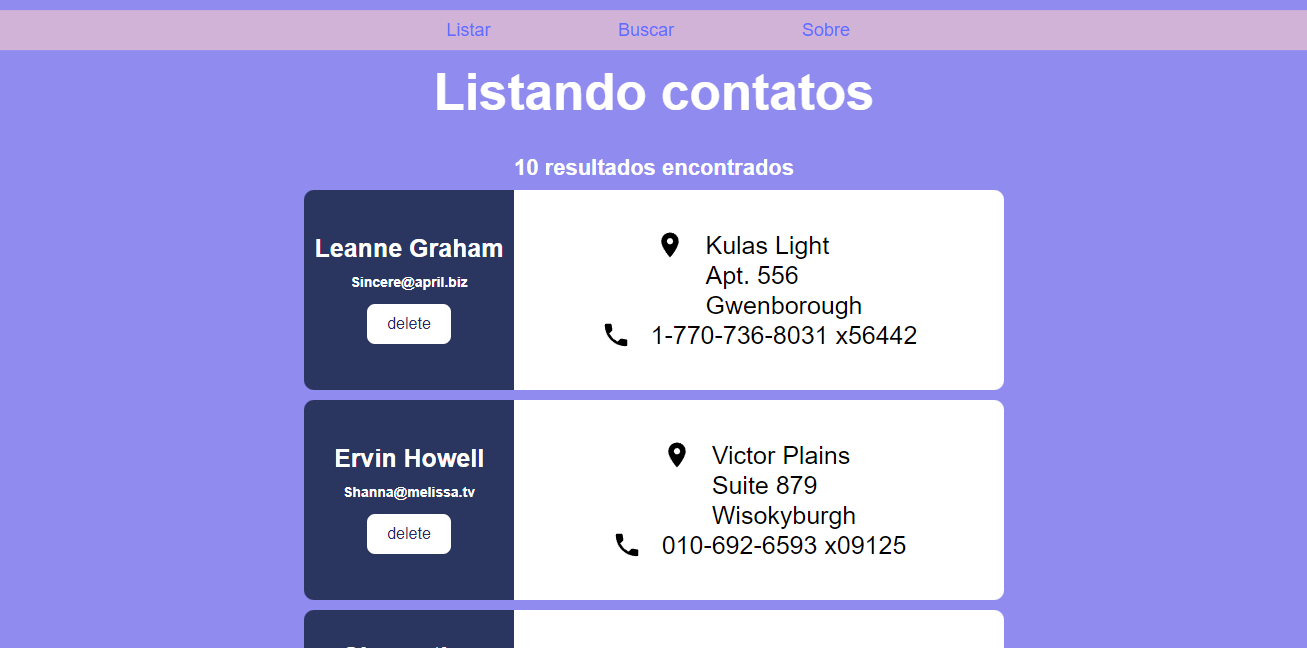 Listar Buscar Sobre
Listando contatos
10 resultados encontrados
Leanne Graham
Sincere@april.biz
delete
Kulas Light
Apt. 556
Gwenborough
1-770-736-8031 x56442
Ervin Howell
Shanna@melissa.tv
delete
Victor Plains
Suite 879
Wisokyburgh
010-692-6593 x09125